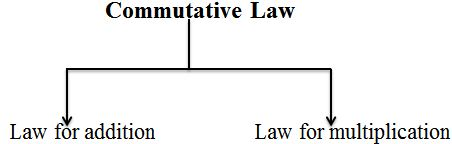 Commutative Law
Law for addition
Law for multiplication